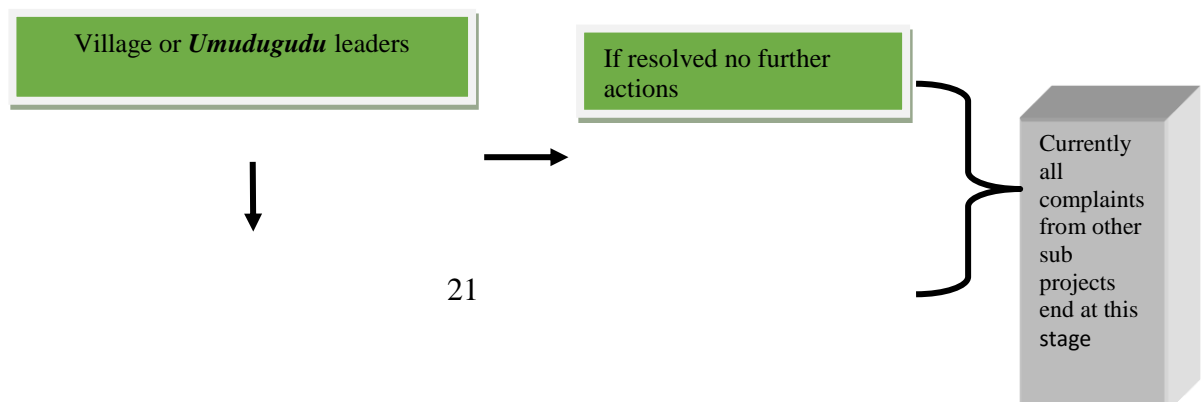 Village or Umudugudu leaders
If resolved no further
actions
Currently
all
complaints
from other
sub
projects
end at this
stage
21